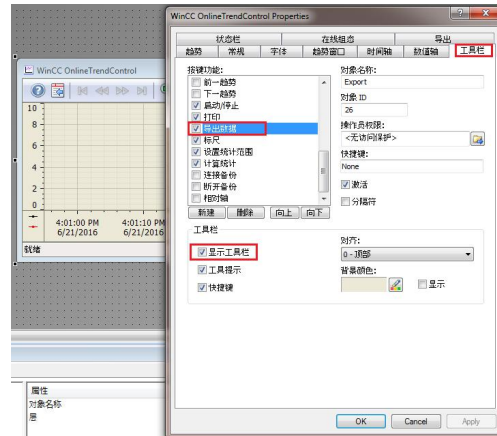 WinCC OnlineTrendControl Properties
状态栏 在线组态 导出
趋势 常规 字体 趋势窗口 时间轴 数值轴 工具栏
按键功能:
前一趋势
下一趋势
启动/停止
打印
导出数据
标尺
设置统计范围
计算统计
连接备份
断开备份
相对轴
新建 删除 向上 向下
对象名称:
Export
对象 ID
26
操作员权限:
<无访问保护>
快捷键:
None
激活
分隔符
工具栏
显示工具栏
工具提示
快捷键
对齐:
0 - 顶部
背景颜色:
显示
OK Cancel Apply
WinCC OnlineTrendControl
10
8
6
4
2
0
4:01:00 PM 4:01:10 PM
6/21/2016 6/21/2016
就绪
属性
对象名称
层